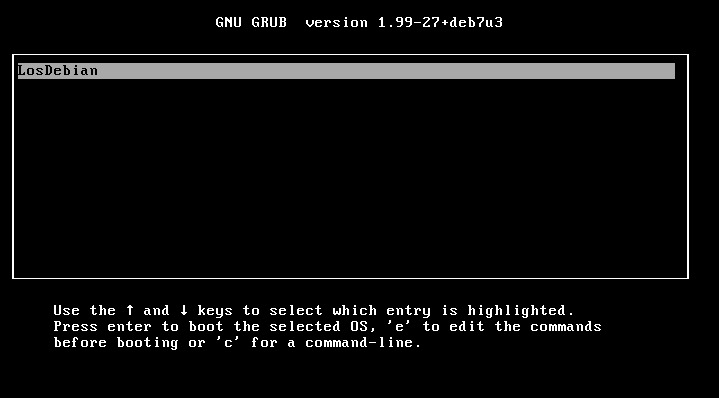 GNU GRUB  version 1.99-27+deb7u3
LosDebian
Use the ↑ and ↓ keys to select which entry is highlighted.
Press enter to boot the selected OS, 'e' to edit the commands
before booting or 'c' for a command-line.